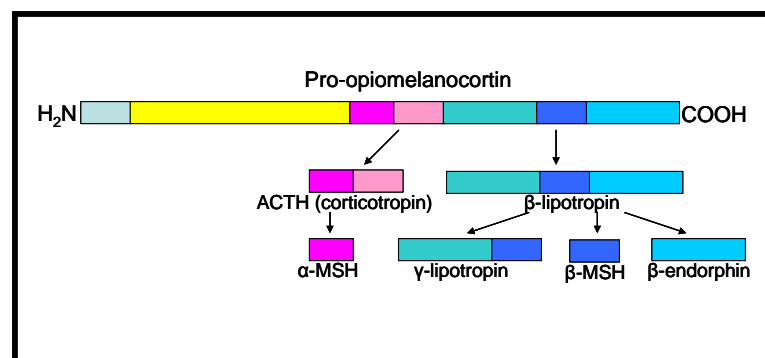 Pro-opiomelanocortin
H₂N COOH
ACTH (corticotropin) β-lipotropin
α-MSH γ-lipotropin β-MSH β-endorphin